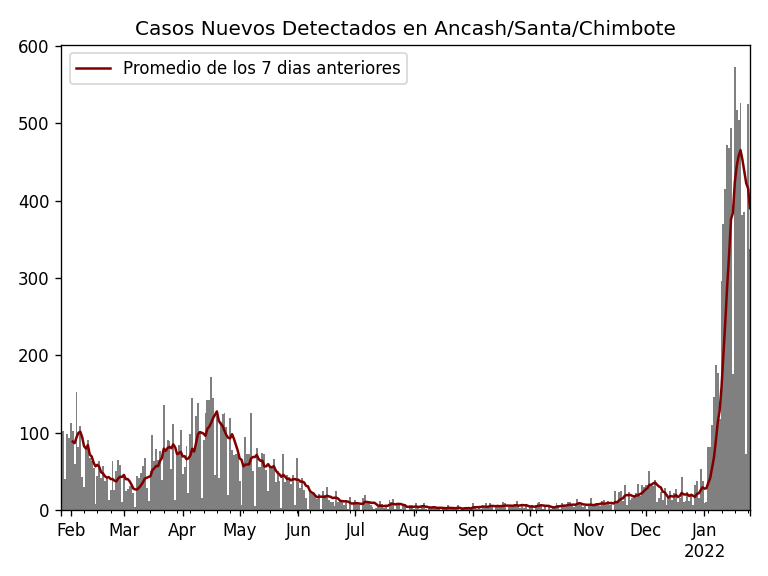 Casos Nuevos Detectados en Ancash/Santa/Chimbote
Promedio de los 7 dias anteriores
600
500
400
300
200
100
0
Feb Mar Apr May Jun Jul Aug Sep Oct Nov Dec Jan
2022